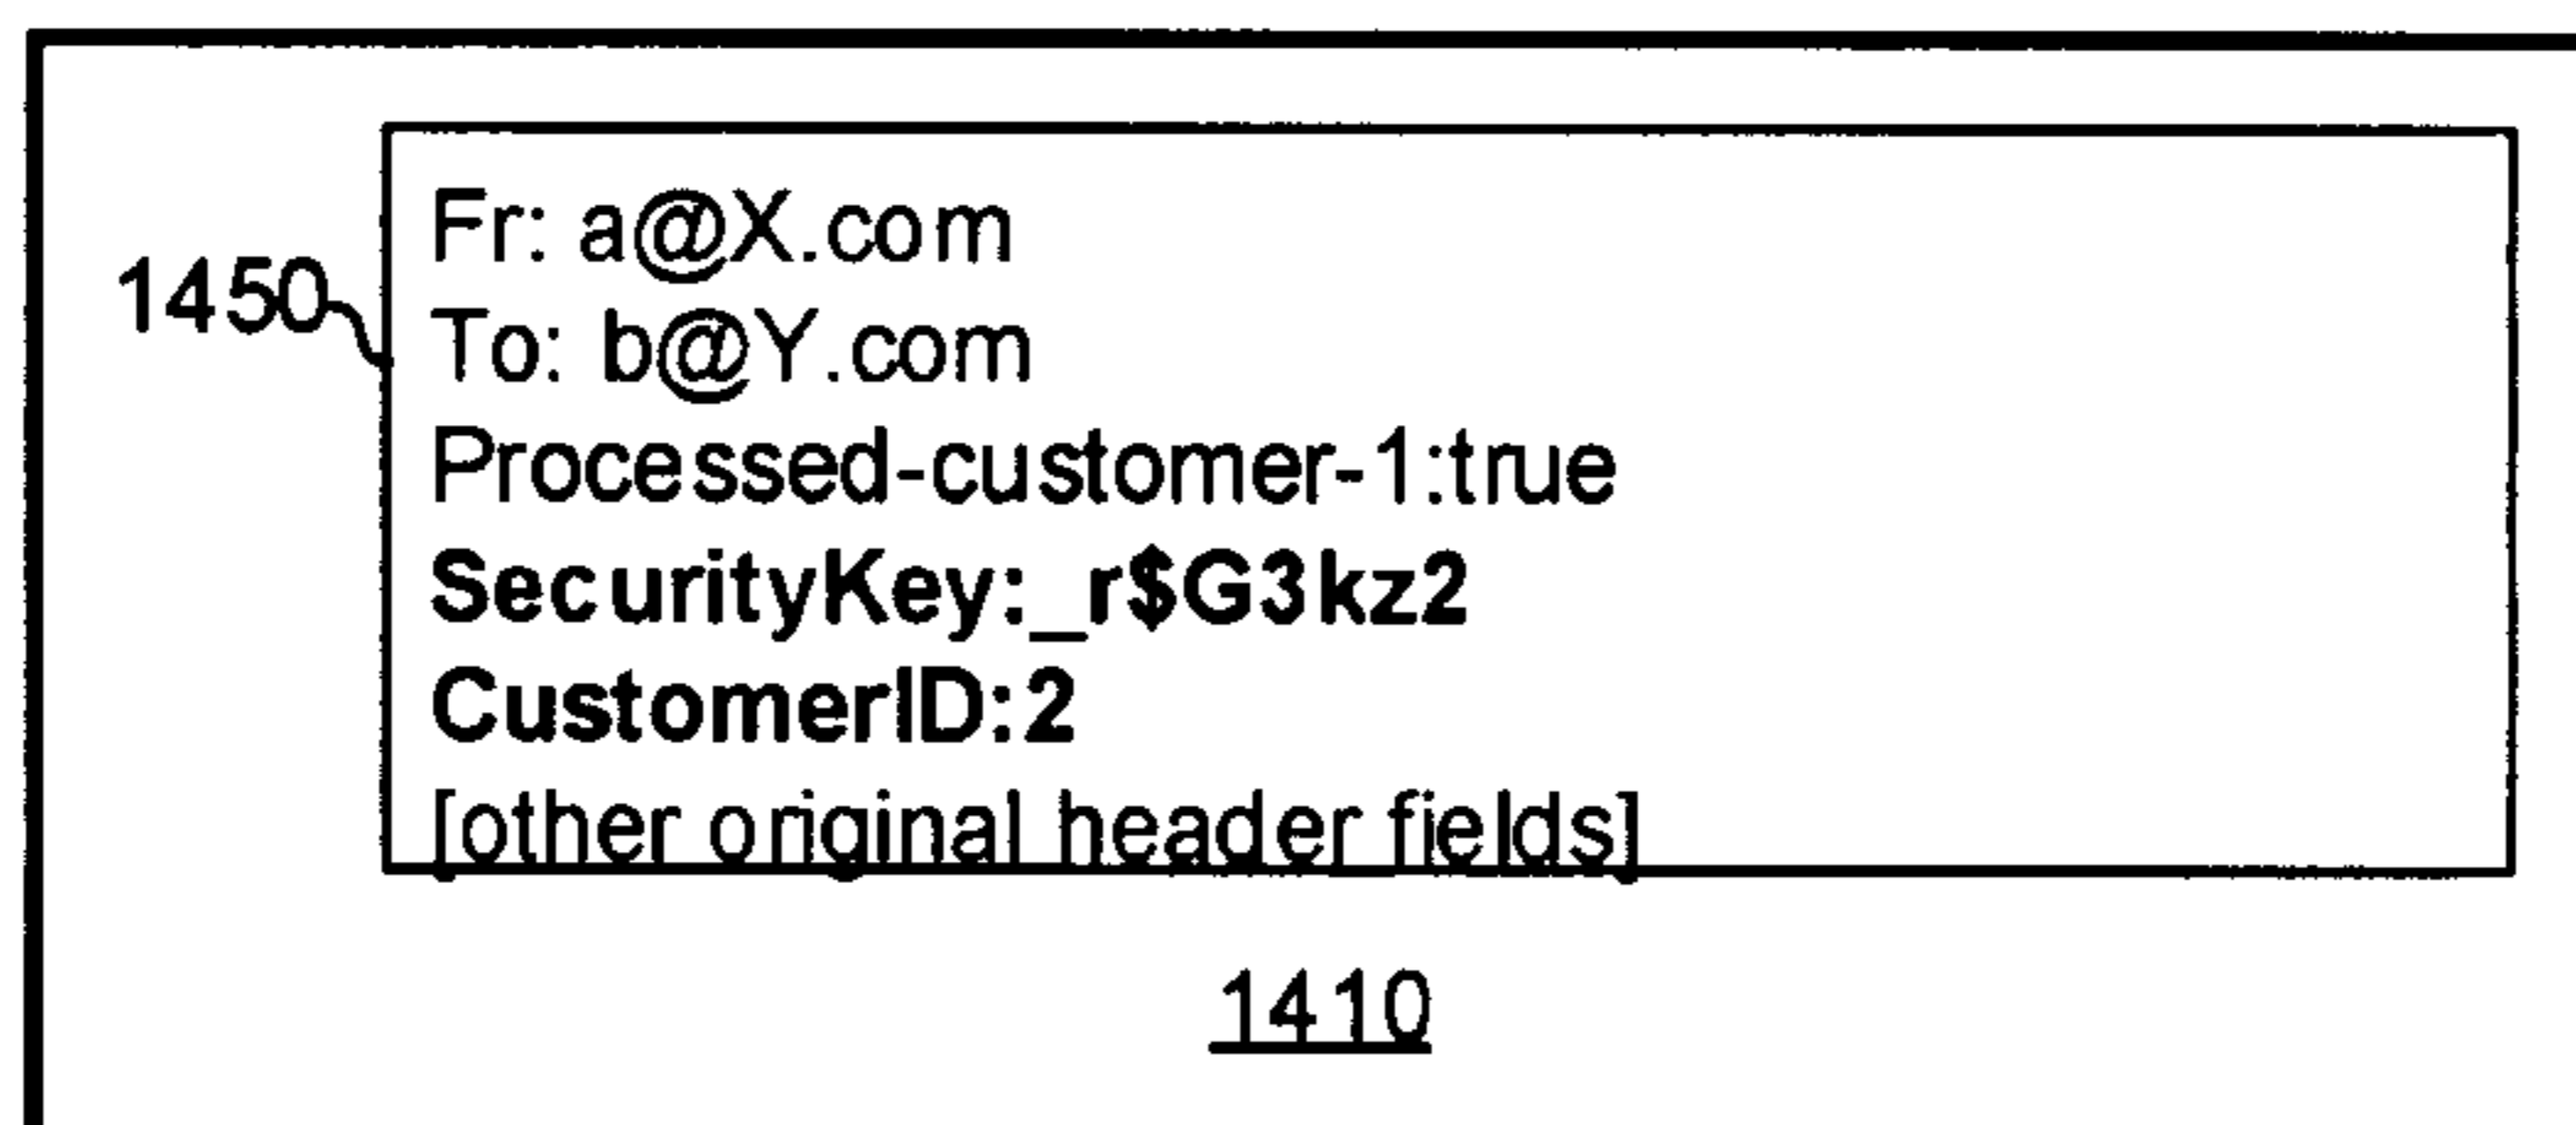 Fr: a@X.com
1450
To: b@Y.com
Processed-customer-1:true
SecurityKey:_r$G3kz2
CustomerID:2
[other original header fields]
1410